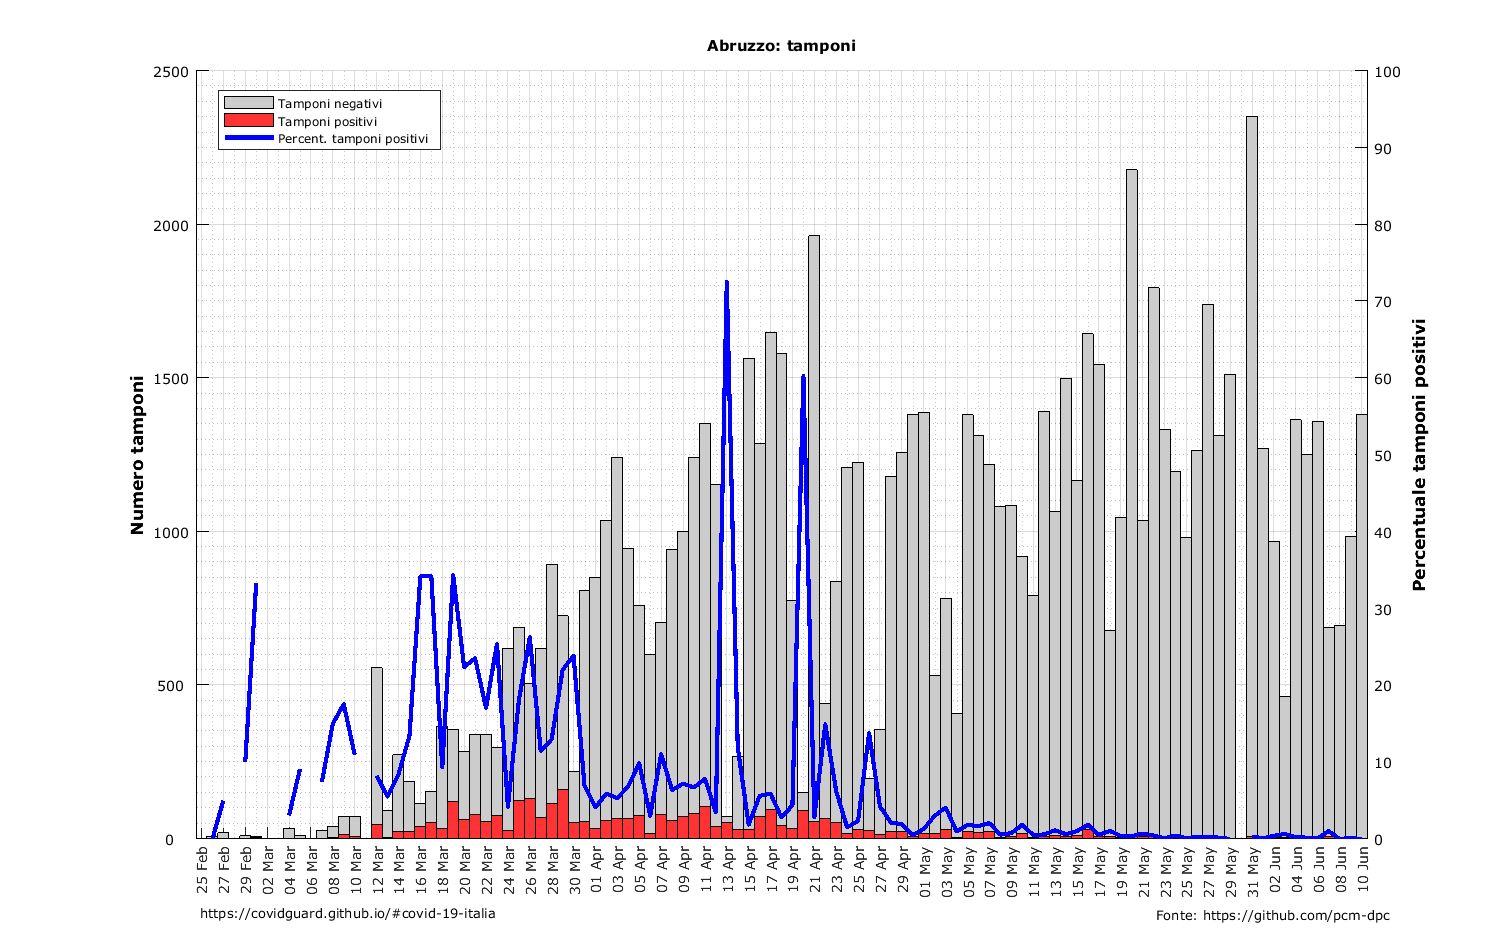 Abruzzo: tamponi
Tamponi negativi
Tamponi positivi
Percent. tamponi positivi
Numero tamponi
2500
2000
1500
1000
500
0
Percentuale tamponi positivi
100
90
80
70
60
50
40
30
20
10
0
25 Feb
27 Feb
29 Feb
02 Mar
04 Mar
06 Mar
08 Mar
10 Mar
12 Mar
14 Mar
16 Mar
18 Mar
20 Mar
22 Mar
24 Mar
26 Mar
28 Mar
30 Mar
01 Apr
03 Apr
05 Apr
07 Apr
09 Apr
11 Apr
13 Apr
15 Apr
17 Apr
19 Apr
21 Apr
23 Apr
25 Apr
27 Apr
29 Apr
01 May
03 May
05 May
07 May
09 May
11 May
13 May
15 May
17 May
19 May
21 May
23 May
25 May
27 May
29 May
31 May
02 Jun
04 Jun
06 Jun
08 Jun
10 Jun
https://covidguard.github.io/#covid-19-italia
Fonte: https://github.com/pcm-dpc